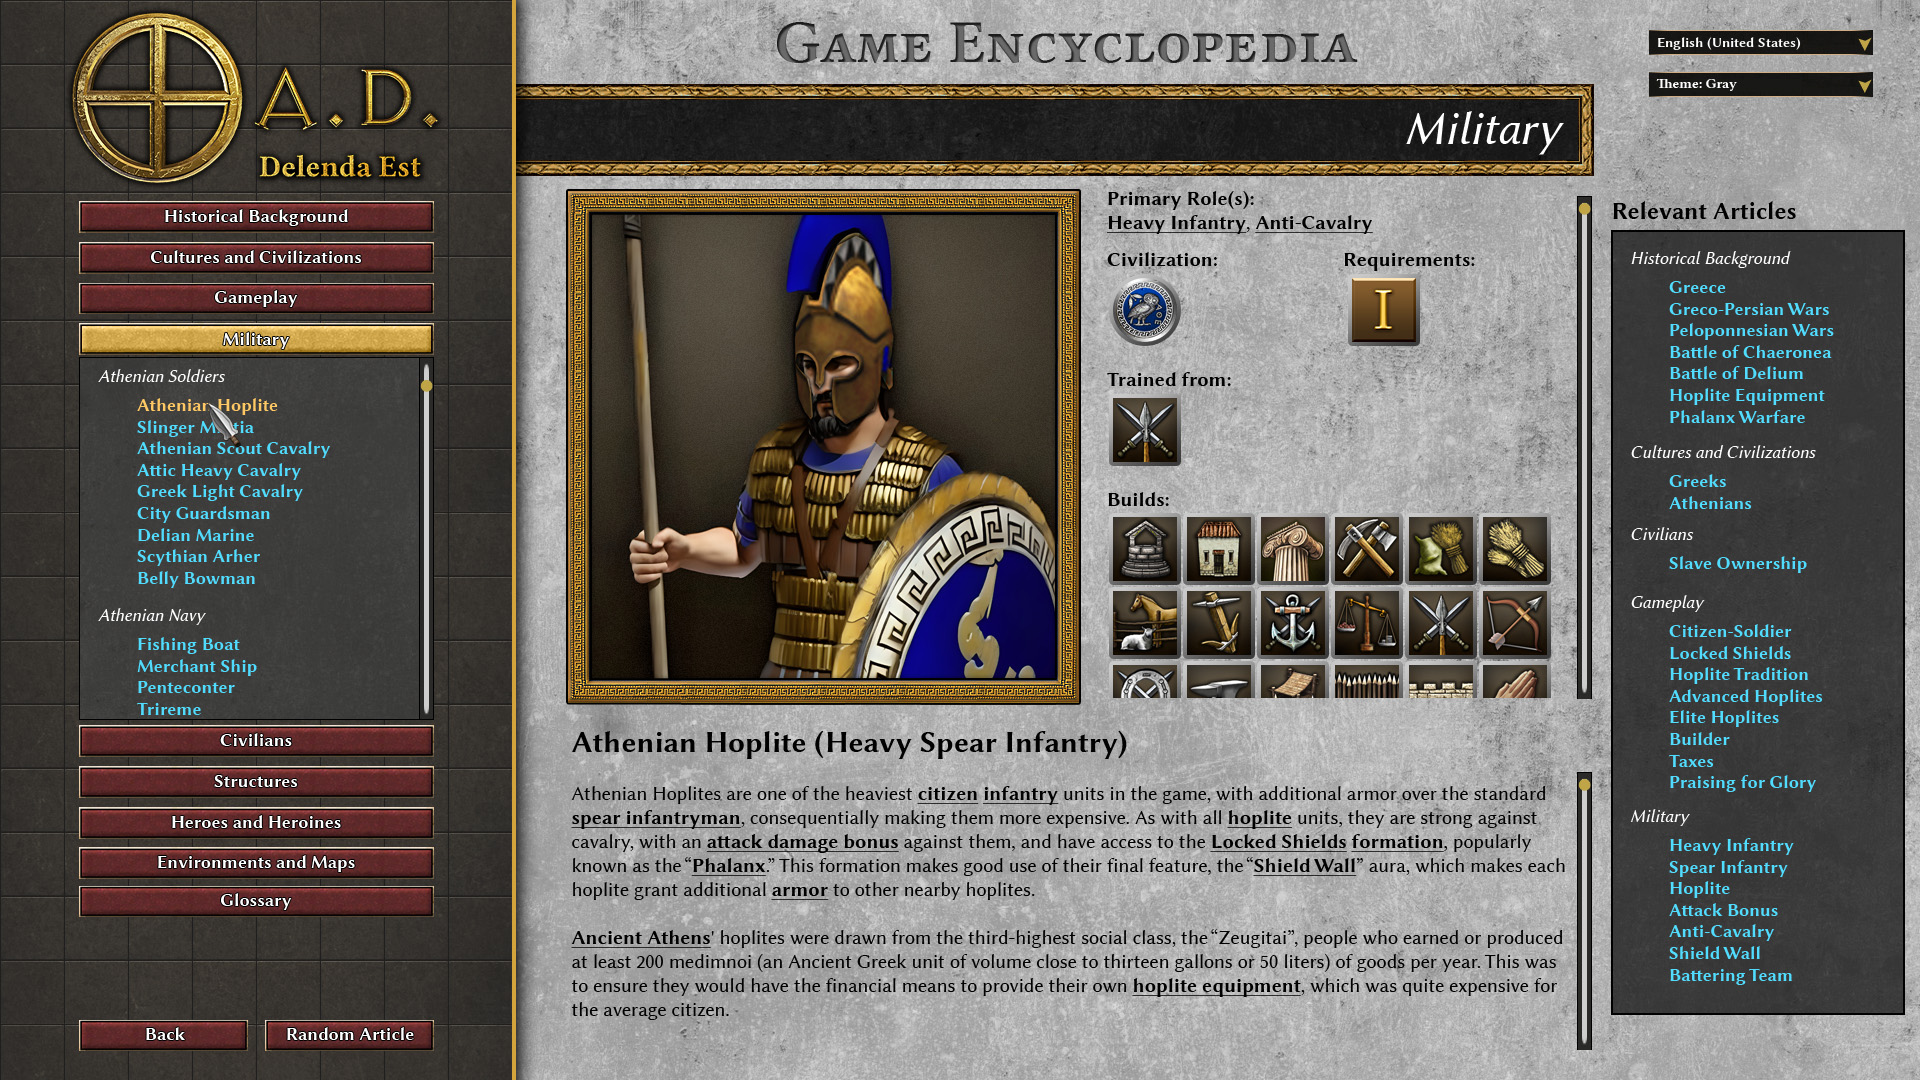 A.D.
Delenda Est
Historical Background
Cultures and Civilizations
Gameplay
Military
Athenian Soldiers
Athenian Hoplite
Slinger Militia
Athenian Scout Cavalry
Attic Heavy Cavalry
Greek Light Cavalry
City Guardsman
Delian Marine
Scythian Arher
Belly Bowman
Athenian Navy
Fishing Boat
Merchant Ship
Penteconter
Trireme
Civilians
Structures
Heroes and Heroines
Environments and Maps
Glossary
Back
Random Article
Game Encyclopedia
Military
English (United States)
Theme: Gray
Primary Role(s):
Heavy Infantry, Anti-Cavalry
Civilization:
Requirements:
I
Trained from:
Builds:
Athenian Hoplite (Heavy Spear Infantry)
Athenian Hoplites are one of the heaviest citizen infantry units in the game, with additional armor over the standard
spear infantryman, consequentially making them more expensive. As with all hoplite units, they are strong against
cavalry, with an attack damage bonus against them, and have access to the Locked Shields formation, popularly
known as the “Phalanx.” This formation makes good use of their final feature, the “Shield Wall” aura, which makes each
hoplite grant additional armor to other nearby hoplites.
Ancient Athens' hoplites were drawn from the third-highest social class, the “Zeugitai”, people who earned or produced
at least 200 medimnoi (an Ancient Greek unit of volume close to thirteen gallons or 50 liters) of goods per year. This was
to ensure they would have the financial means to provide their own hoplite equipment, which was quite expensive for
the average citizen.
Relevant Articles
Historical Background
Greece
Greco-Persian Wars
Peloponnesian Wars
Battle of Chaeronea
Battle of Delium
Hoplite Equipment
Phalanx Warfare
Cultures and Civilizations
Greeks
Athenians
Civilians
Slave Ownership
Gameplay
Citizen-Soldier
Locked Shields
Hoplite Tradition
Advanced Hoplites
Elite Hoplites
Builder
Taxes
Praising for Glory
Military
Heavy Infantry
Spear Infantry
Hoplite
Attack Bonus
Anti-Cavalry
Shield Wall
Battering Team